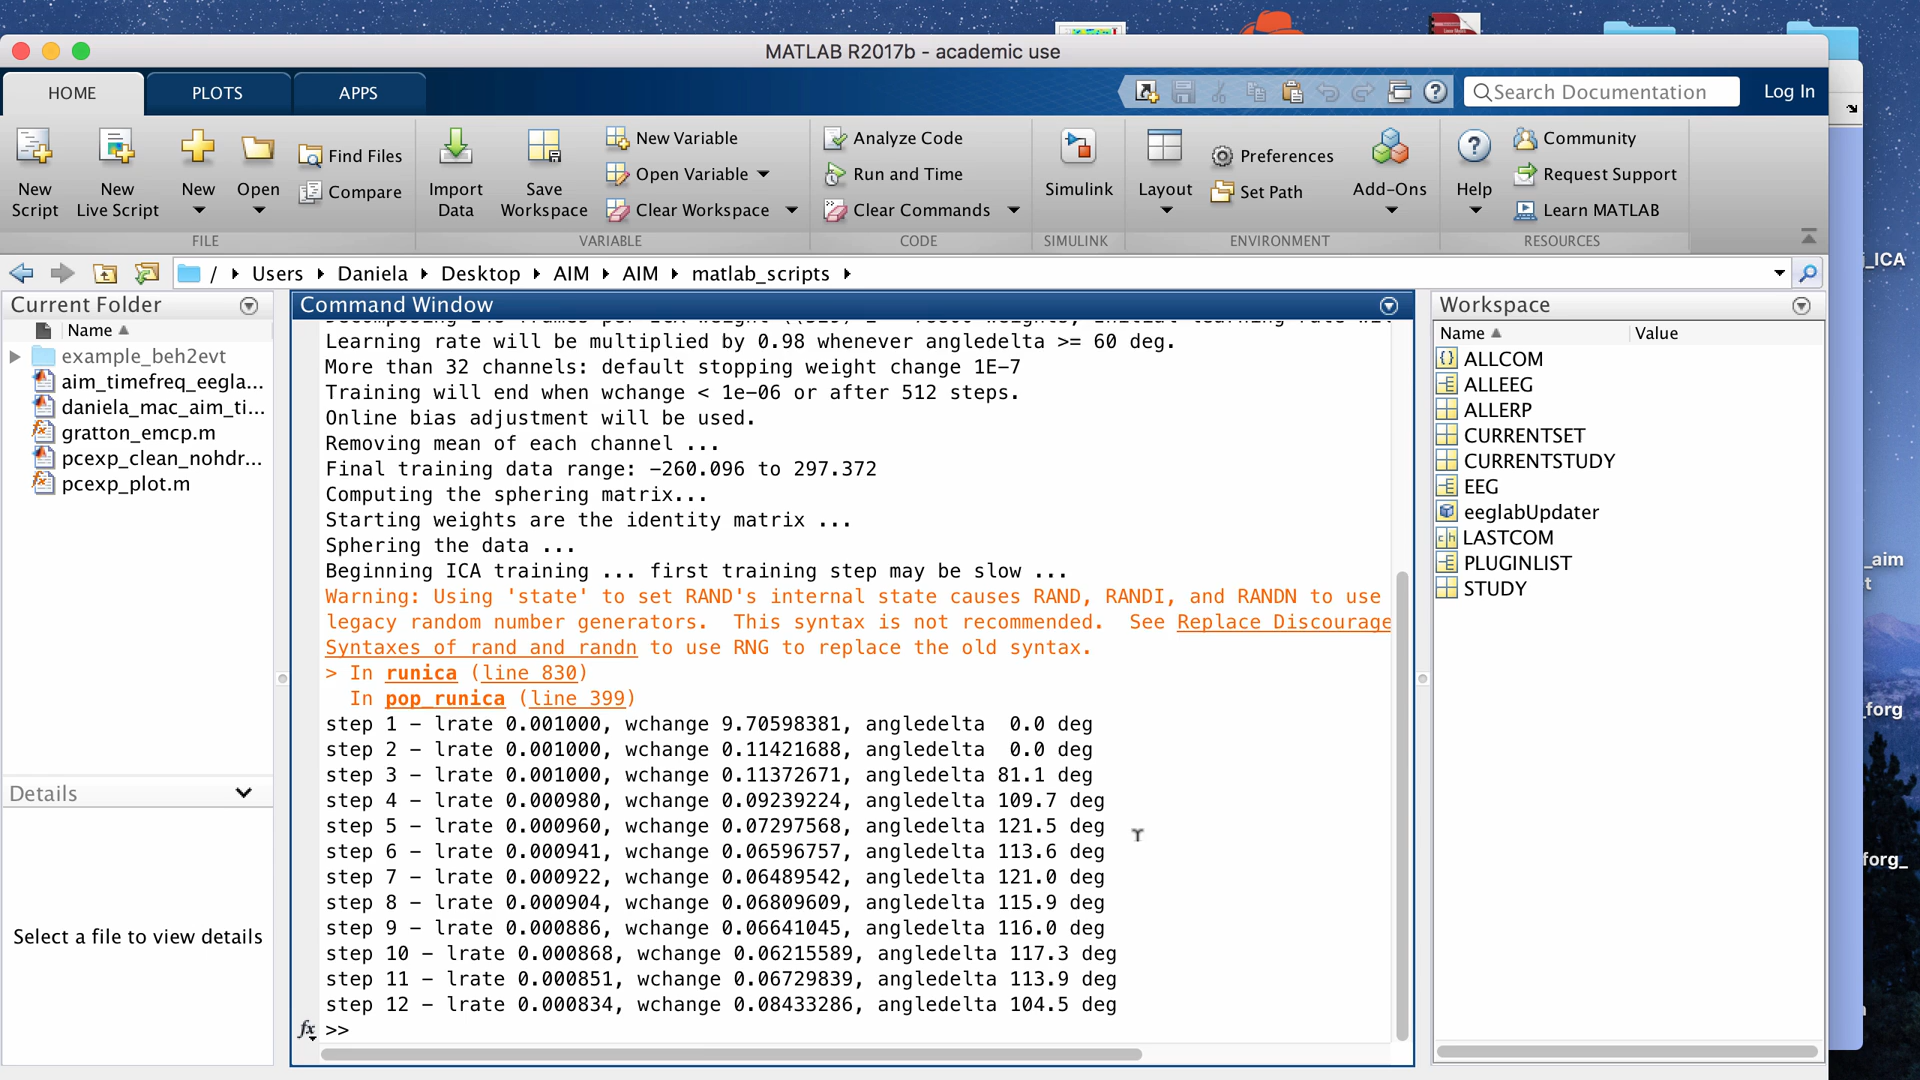 MATLAB R2017b - academic use
HOME
PLOTS
APPS
Search Documentation
Log In
New Script
New Live Script
New
Open
Find Files
Compare
Import Data
Save Workspace
New Variable
Open Variable
Clear Workspace
Analyze Code
Run and Time
Clear Commands
Simulink
Layout
Preferences
Set Path
Add-Ons
Help
Community
Request Support
Learn MATLAB
FILE
VARIABLE
CODE
SIMULINK
ENVIRONMENT
RESOURCES
/ Users Daniela Desktop AIM AIM matlab_scripts
Current Folder
Name
example_beh2evt
aim_timefreq_eegla...
daniela_mac_aim_ti...
gratton_emcp.m
pcexp_clean_nohdr...
pcexp_plot.m
Details
Select a file to view details
Command Window
Learning rate will be multiplied by 0.98 whenever angledelta >= 60 deg.
More than 32 channels: default stopping weight change 1E-7
Training will end when wchange < 1e-06 or after 512 steps.
Online bias adjustment will be used.
Removing mean of each channel ...
Final training data range: -260.096 to 297.372
Computing the sphering matrix...
Starting weights are the identity matrix ...
Sphering the data ...
Beginning ICA training ... first training step may be slow ...
Warning: Using 'state' to set RAND's internal state causes RAND, RANDI, and RANDN to use
legacy random number generators.  This syntax is not recommended.  See Replace Discourage
Syntaxes of rand and randn to use RNG to replace the old syntax.
> In runica (line 830)
In pop_runica (line 399)
step 1 - lrate 0.001000, wchange 9.70598381, angledelta  0.0 deg
step 2 - lrate 0.001000, wchange 0.11421688, angledelta  0.0 deg
step 3 - lrate 0.001000, wchange 0.11372671, angledelta 81.1 deg
step 4 - lrate 0.000980, wchange 0.09239224, angledelta 109.7 deg
step 5 - lrate 0.000960, wchange 0.07297568, angledelta 121.5 deg
step 6 - lrate 0.000941, wchange 0.06596757, angledelta 113.6 deg
step 7 - lrate 0.000922, wchange 0.06489542, angledelta 121.0 deg
step 8 - lrate 0.000904, wchange 0.06809609, angledelta 115.9 deg
step 9 - lrate 0.000886, wchange 0.06641045, angledelta 116.0 deg
step 10 - lrate 0.000868, wchange 0.06215589, angledelta 117.3 deg
step 11 - lrate 0.000851, wchange 0.06729839, angledelta 113.9 deg
step 12 - lrate 0.000834, wchange 0.08433286, angledelta 104.5 deg
fx >>
Workspace
Name Value
ALLCOM
ALLEEG
ALLERP
CURRENTSET
CURRENTSTUDY
EEG
eeglabUpdater
LASTCOM
PLUGINLIST
STUDY
_ICA
_aim
_forg
forg_